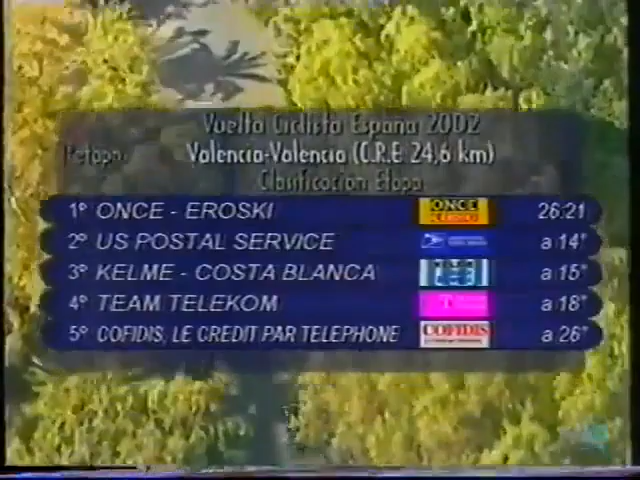 Vuelta Ciclista España 2002
Etapa: Valencia-Valencia (C.R.E 24,6 km)
Clasificación Etapa
1º ONCE - EROSKI ONCE EROSKI 26:21
2º US POSTAL SERVICE a 14"
3º KELME - COSTA BLANCA a 15"
4º TEAM TELEKOM a 18"
5º COFIDIS, LE CREDIT PAR TELEPHONE COFIDIS a 26"